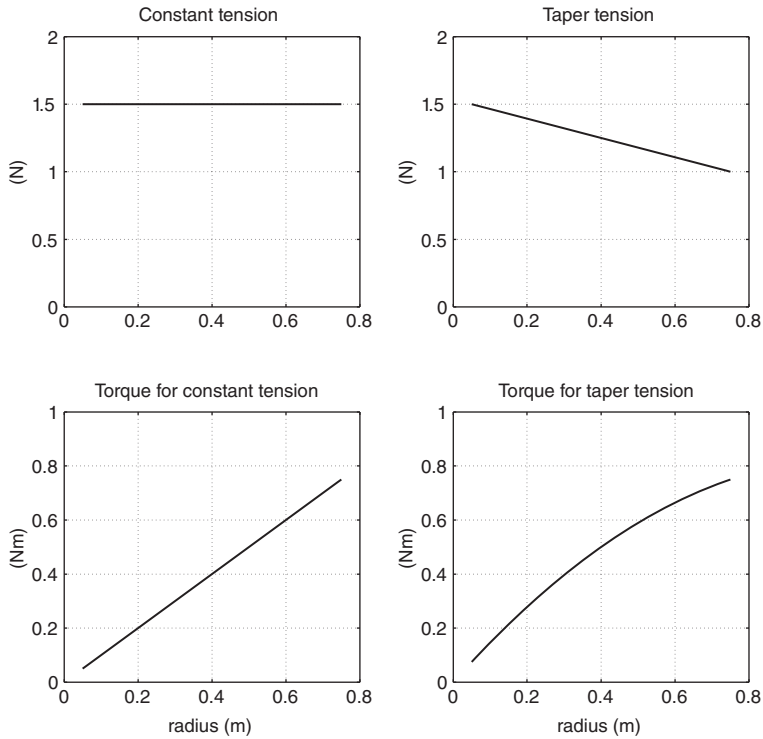 Constant tension
2
1.5
1
0.5
0
(N)
0 0.2 0.4 0.6 0.8
Taper tension
2
1.5
1
0.5
0
(N)
0 0.2 0.4 0.6 0.8
Torque for constant tension
1
0.8
0.6
0.4
0.2
0
(Nm)
0 0.2 0.4 0.6 0.8
radius (m)
Torque for taper tension
1
0.8
0.6
0.4
0.2
0
(Nm)
0 0.2 0.4 0.6 0.8
radius (m)